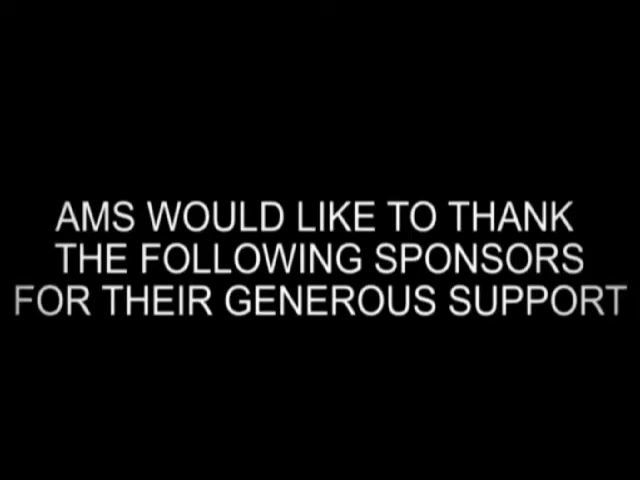 AMS WOULD LIKE TO THANK
THE FOLLOWING SPONSORS
FOR THEIR GENEROUS SUPPORT